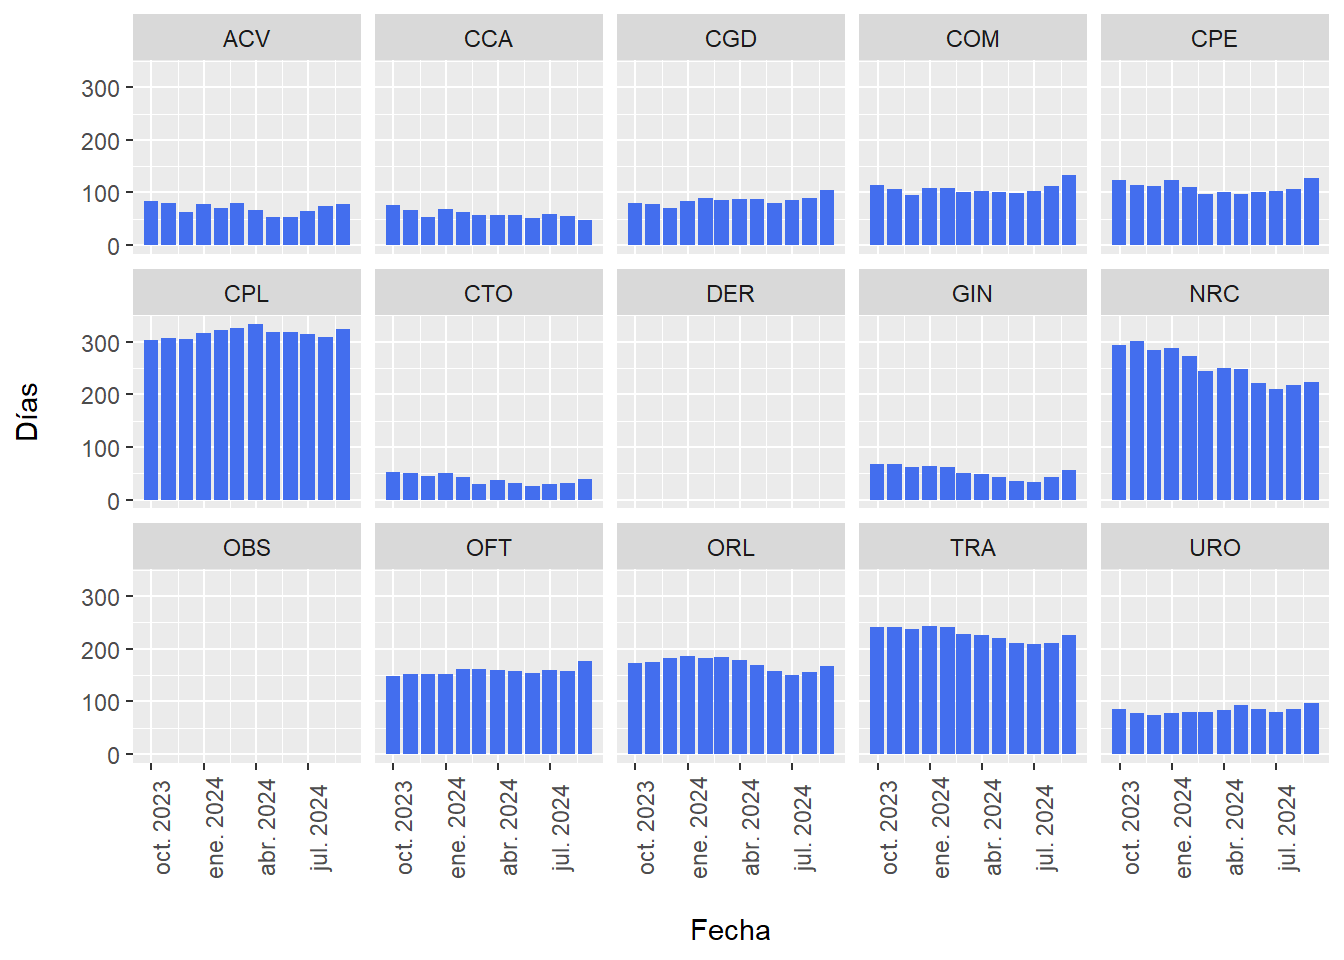 ACV CCA CGD COM CPE
300
200
100
0
CPL CTO DER GIN NRC
300
200
100
0
OBS OFT ORL TRA URO
300
200
100
0
oct. 2023 ene. 2024 abr. 2024 jul. 2024 oct. 2023 ene. 2024 abr. 2024 jul. 2024 oct. 2023 ene. 2024 abr. 2024 jul. 2024 oct. 2023 ene. 2024 abr. 2024 jul. 2024 oct. 2023 ene. 2024 abr. 2024 jul. 2024
Días
Fecha